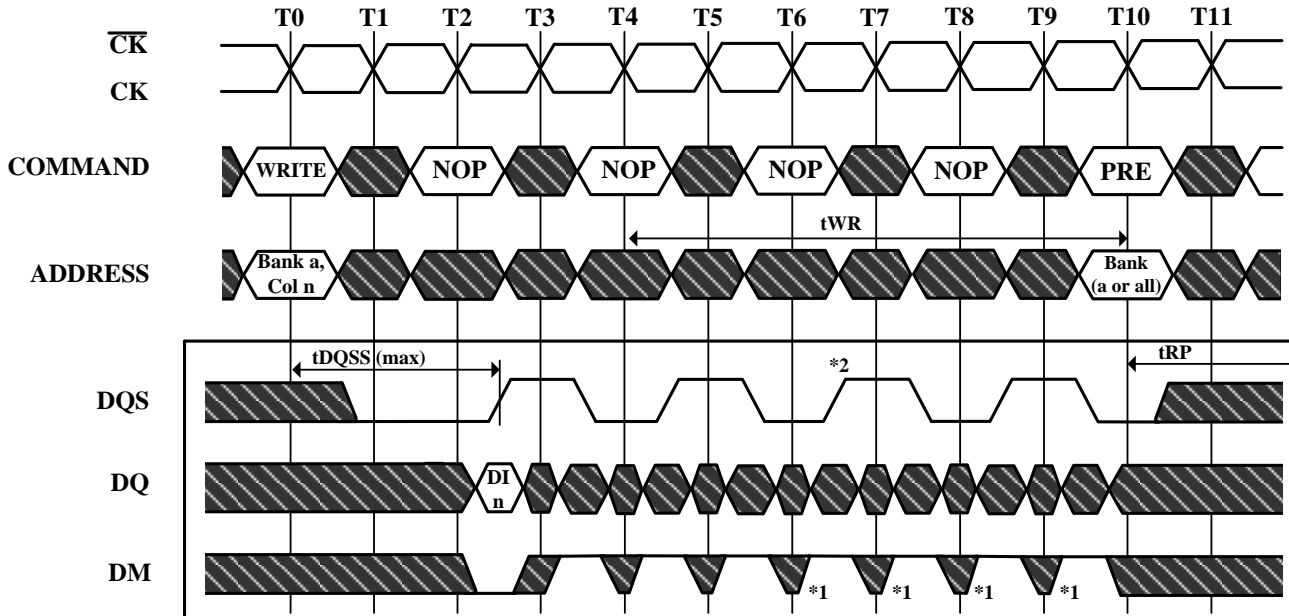 T0 T1 T2 T3 T4 T5 T6 T7 T8 T9 T10 T11
CK
CK
COMMAND WRITE NOP NOP NOP NOP PRE
tWR
ADDRESS Bank a, Col n Bank (a or all)
tDQSS (max) *2 tRP
DQS
DQ DI n
DM *1 *1 *1 *1